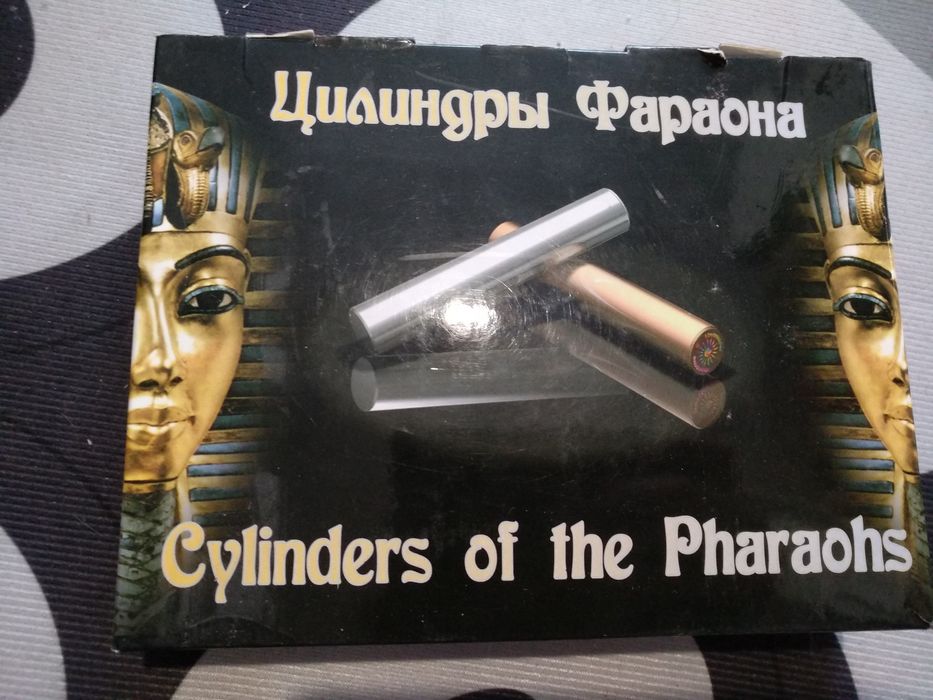 Цилиндры Фараона
Cylinders of the Pharaohs